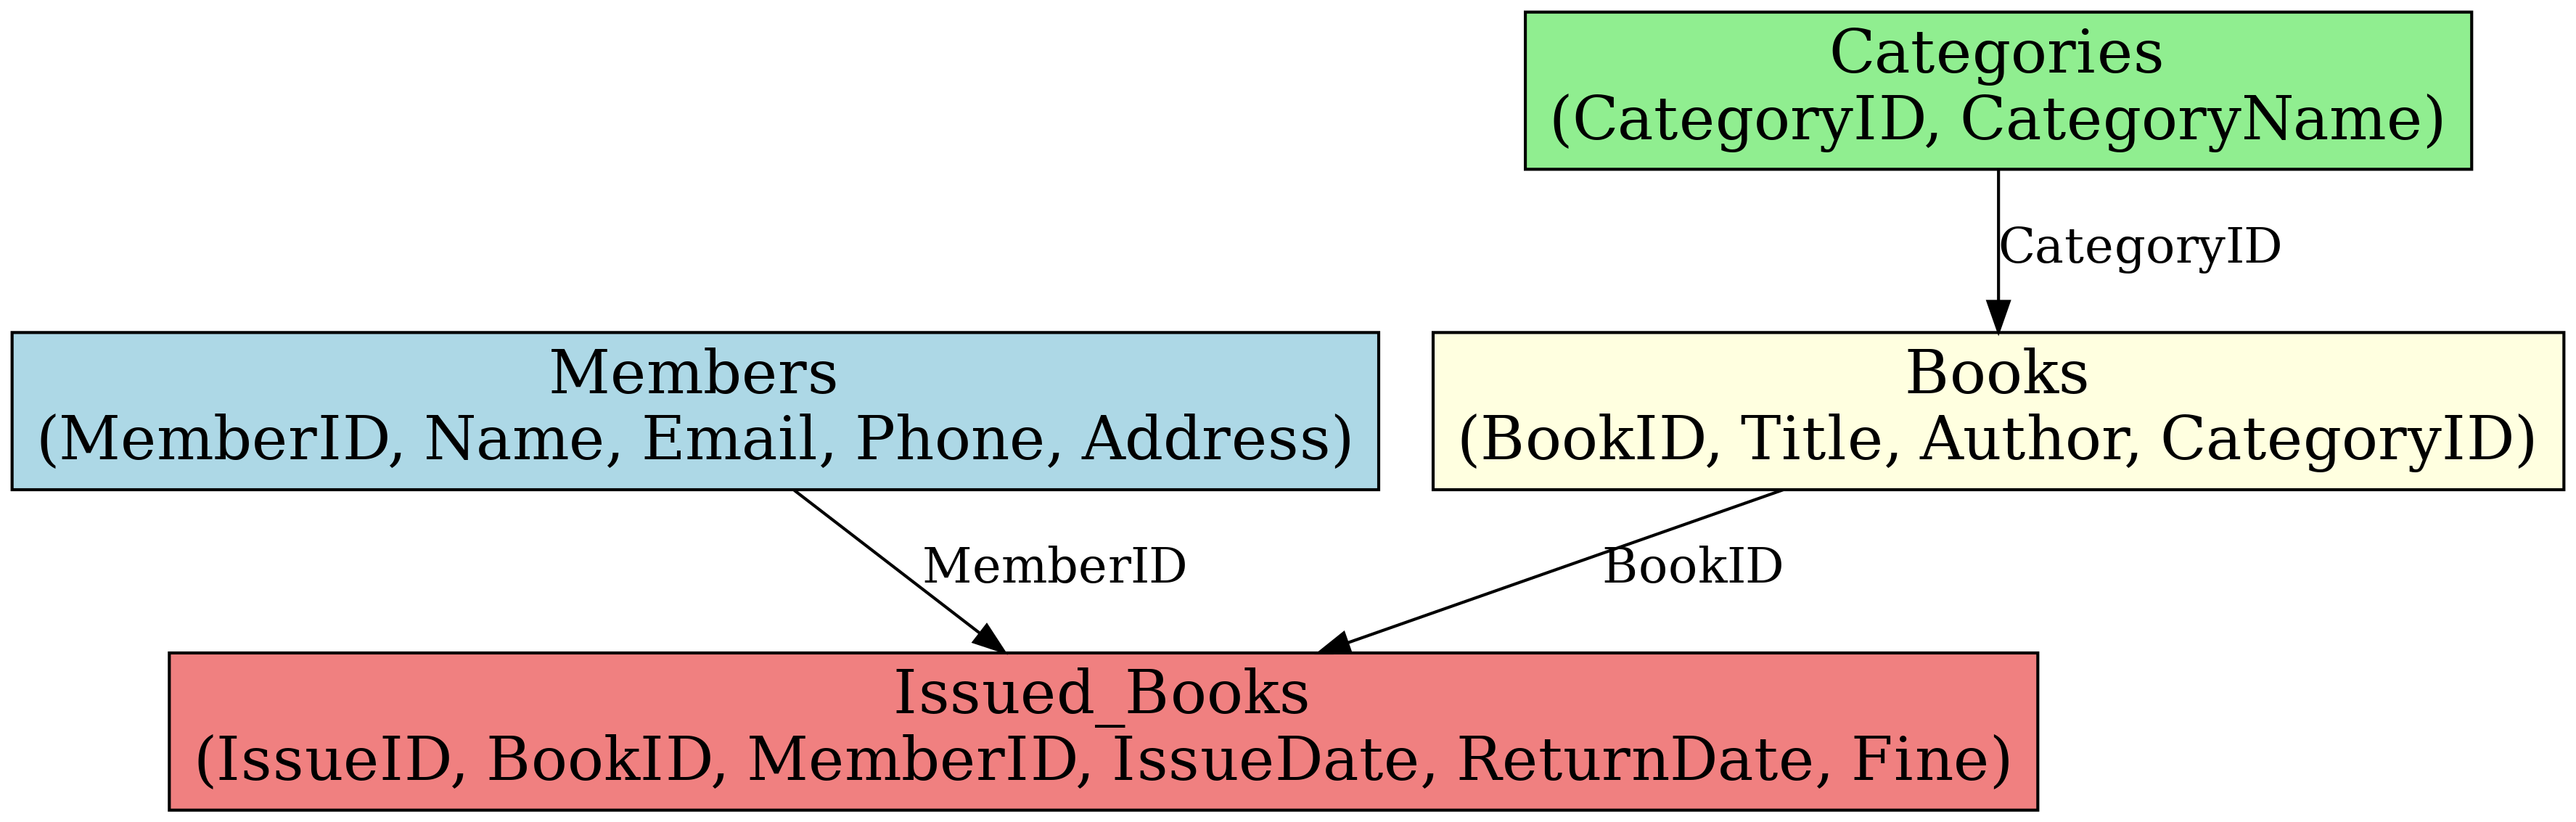 Categories
(CategoryID, CategoryName)
CategoryID
Members
(MemberID, Name, Email, Phone, Address)
Books
(BookID, Title, Author, CategoryID)
MemberID
BookID
Issued_Books
(IssueID, BookID, MemberID, IssueDate, ReturnDate, Fine)